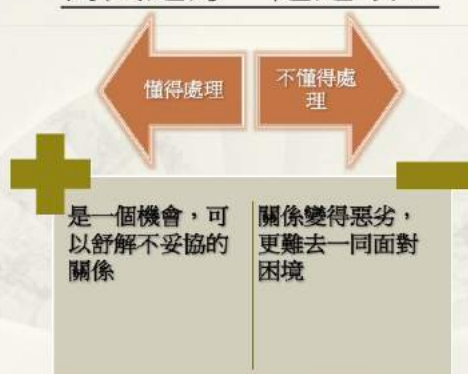 懂得處理
不懂得處
理
是一個機會，可
以舒解不妥協的
關係
關係變得惡劣，
更難去一同面對
困境